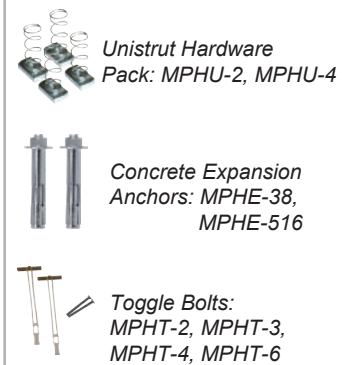 Unistrut Hardware
Pack: MPHU-2, MPHU-4
Concrete Expansion
Anchors: MPHE-38,
MPHE-516
Toggle Bolts:
MPHT-2, MPHT-3,
MPHT-4, MPHT-6